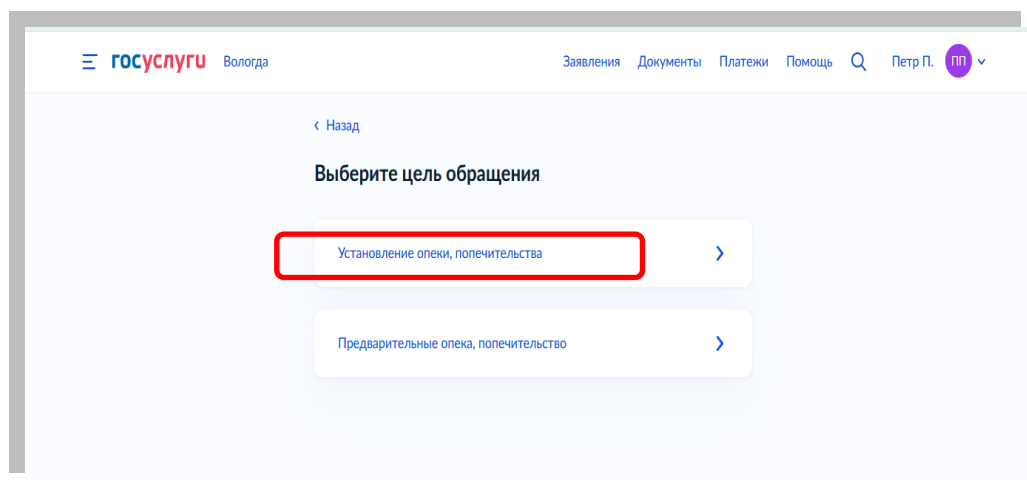 госуслуги Вологда Заявления Документы Платежи Помощь Петр П. ПП
Назад
Выберите цель обращения
Установление опеки, попечительства
Предварительные опека, попечительство